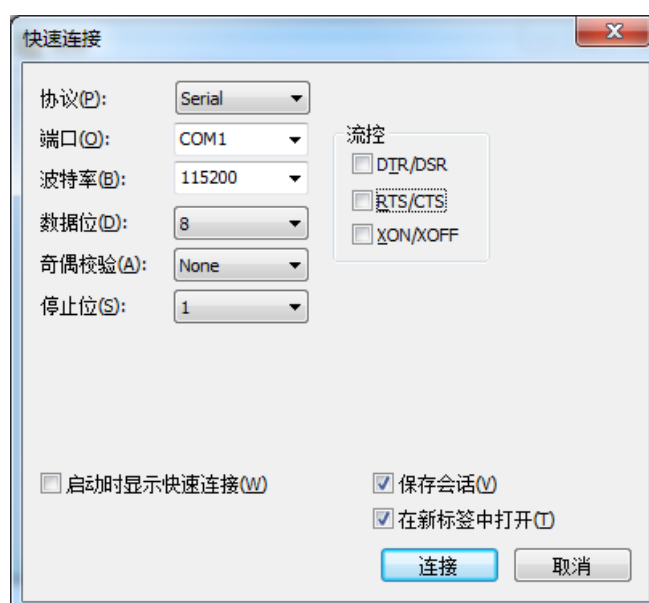 快速连接
协议(P): Serial
端口(O): COM1
流控
DTR/DSR
波特率(B): 115200
RTS/CTS
数据位(D): 8
XON/XOFF
奇偶校验(A): None
停止位(S): 1
启动时显示快速连接(W)
保存会话(V)
在新标签中打开(T)
连接 取消